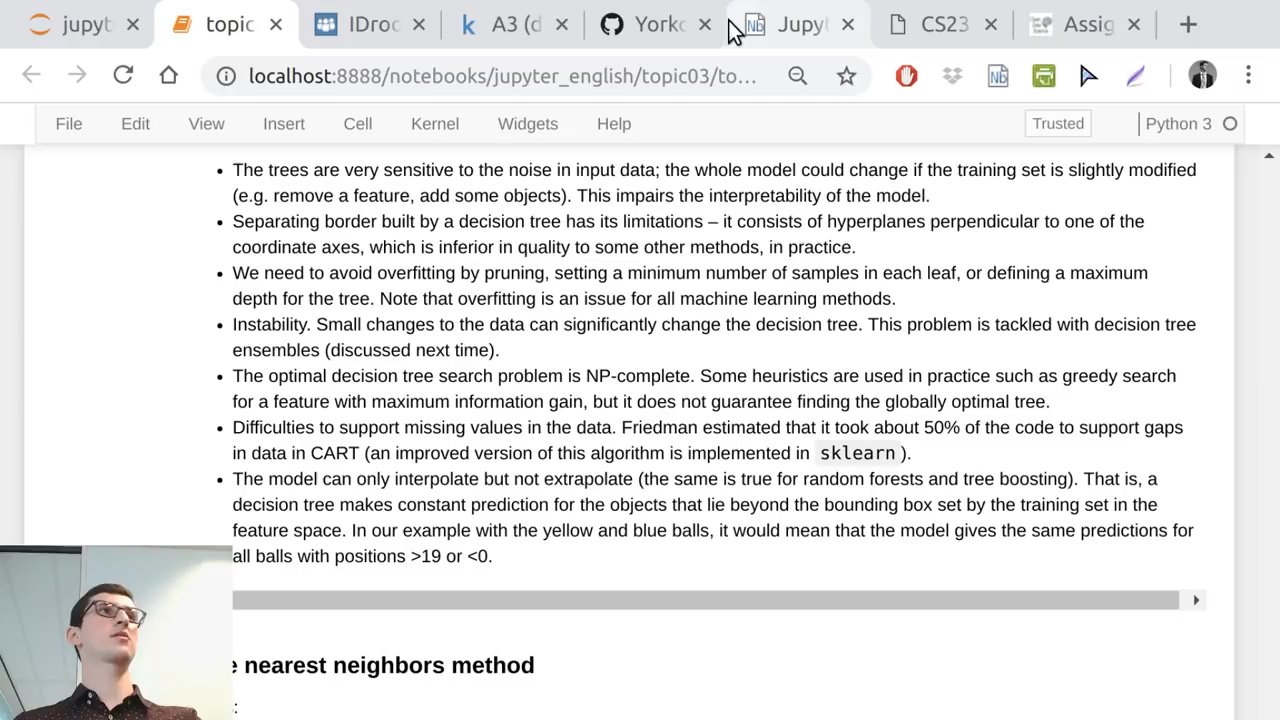 jupyt
topic
IDroo
A3 (d
Yorko
Jupyt
CS23
Assig
localhost:8888/notebooks/jupyter_english/topic03/to...
File
Edit
View
Insert
Cell
Kernel
Widgets
Help
Trusted
Python 3
• The trees are very sensitive to the noise in input data; the whole model could change if the training set is slightly modified
(e.g. remove a feature, add some objects). This impairs the interpretability of the model.
• Separating border built by a decision tree has its limitations – it consists of hyperplanes perpendicular to one of the
coordinate axes, which is inferior in quality to some other methods, in practice.
• We need to avoid overfitting by pruning, setting a minimum number of samples in each leaf, or defining a maximum
depth for the tree. Note that overfitting is an issue for all machine learning methods.
• Instability. Small changes to the data can significantly change the decision tree. This problem is tackled with decision tree
ensembles (discussed next time).
• The optimal decision tree search problem is NP-complete. Some heuristics are used in practice such as greedy search
for a feature with maximum information gain, but it does not guarantee finding the globally optimal tree.
• Difficulties to support missing values in the data. Friedman estimated that it took about 50% of the code to support gaps
in data in CART (an improved version of this algorithm is implemented in sklearn ).
• The model can only interpolate but not extrapolate (the same is true for random forests and tree boosting). That is, a
decision tree makes constant prediction for the objects that lie beyond the bounding box set by the training set in the
feature space. In our example with the yellow and blue balls, it would mean that the model gives the same predictions for
all balls with positions >19 or <0.
e nearest neighbors method
: